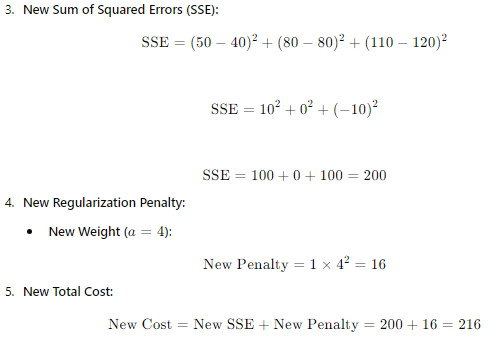 3. New Sum of Squared Errors (SSE):
SSE = (50 − 40)² + (80 − 80)² + (110 − 120)²
SSE = 10² + 0² + (−10)²
SSE = 100 + 0 + 100 = 200
4. New Regularization Penalty:
• New Weight (a = 4):
New Penalty = 1 × 4² = 16
5. New Total Cost:
New Cost = New SSE + New Penalty = 200 + 16 = 216